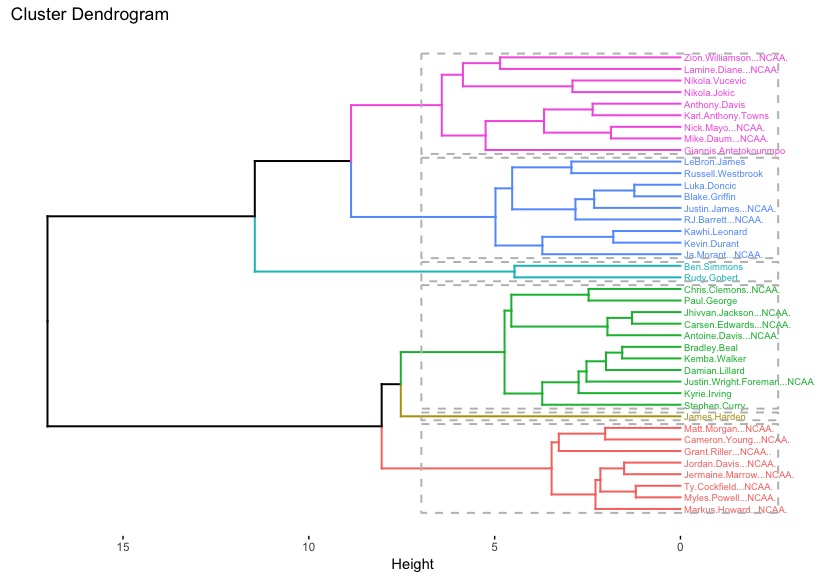 Cluster Dendrogram
Zion.Williamson...NCAA.
Lamine.Diane...NCAA.
Nikola.Vucevic
Nikola.Jokic
Anthony.Davis
Karl.Anthony.Towns
Nick.Mayo...NCAA.
Mike.Daum...NCAA.
Giannis.Antetokounmpo
LeBron.James
Russell.Westbrook
Luka.Doncic
Blake.Griffin
Justin.James...NCAA.
RJ.Barrett...NCAA.
Kawhi.Leonard
Kevin.Durant
Ja.Morant...NCAA.
Ben.Simmons
Rudy.Gobert
Chris.Clemons...NCAA.
Paul.George
Jhivvan.Jackson...NCAA.
Carsen.Edwards...NCAA.
Antoine.Davis...NCAA.
Bradley.Beal
Kemba.Walker
Damian.Lillard
Justin.Wright.Foreman...NCAA
Kyrie.Irving
Stephen.Curry
James.Harden
Matt.Morgan...NCAA.
Cameron.Young...NCAA.
Grant.Riller...NCAA..
Jordan.Davis...NCAA.
Jermaine.Marrow...NCAA.
Ty.Cockfield...NCAA.
Myles.Powell...NCAA.
Markus.Howard...NCAA.
15 10 5 0
Height